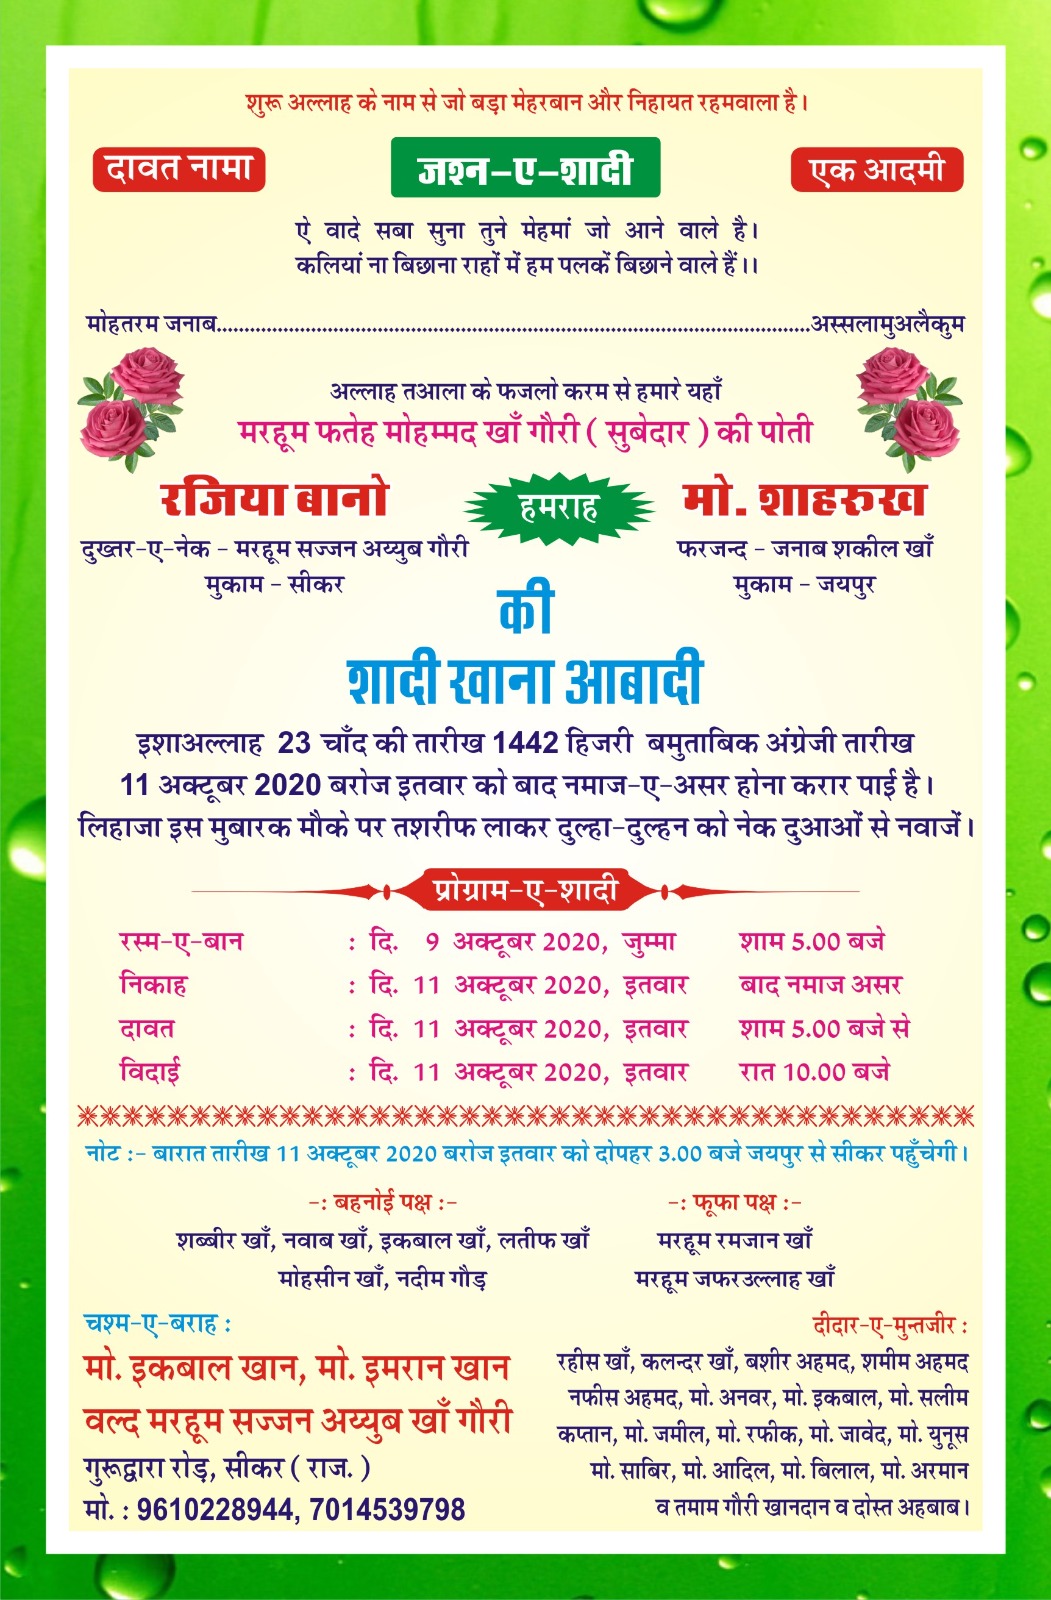 शुरू अल्लाह के नाम से जो बड़ा मेहरबान और निहायत रहमवाला है।
दावत नामा
जश्न-ए-शादी
एक आदमी
ऐ वादे सबा सुना तुने मेहमां जो आने वाले है।
कलियां ना बिछाना राहों में हम पलकें बिछाने वाले हैं।।
मोहतरम जनाब..........................................................................................................अस्सलामुअलैकुम
अल्लाह तआला के फजलो करम से हमारे यहाँ
मरहूम फतेह मोहम्मद खाँ गौरी ( सुबेदार ) की पोती
रजिया बानो
हमराह
मो. शाहरुख
दुख्तर-ए-नेक - मरहूम सज्जन अय्युब गौरी
फरजन्द - जनाब शकील खाँ
मुकाम - सीकर
मुकाम - जयपुर
की
शादी खाना आबादी
इशाअल्लाह 23 चाँद की तारीख 1442 हिजरी बमुताबिक अंग्रेजी तारीख
11 अक्टूबर 2020 बरोज इतवार को बाद नमाज-ए-असर होना करार पाई है।
लिहाजा इस मुबारक मौके पर तशरीफ लाकर दुल्हा-दुल्हन को नेक दुआओं से नवाजें।
प्रोग्राम-ए-शादी
रस्म-ए-बान : दि. 9 अक्टूबर 2020, जुम्मा शाम 5.00 बजे
निकाह : दि. 11 अक्टूबर 2020, इतवार बाद नमाज असर
दावत : दि. 11 अक्टूबर 2020, इतवार शाम 5.00 बजे से
विदाई : दि. 11 अक्टूबर 2020, इतवार रात 10.00 बजे
नोट :- बारात तारीख 11 अक्टूबर 2020 बरोज इतवार को दोपहर 3.00 बजे जयपुर से सीकर पहुँचेगी।
-: बहनोई पक्ष :-
शब्बीर खाँ, नवाब खाँ, इकबाल खाँ, लतीफ खाँ
मोहसीन खाँ, नदीम गौड़
-: फूफा पक्ष :-
मरहूम रमजान खाँ
मरहूम जफरउल्लाह खाँ
चश्म-ए-बराह :
मो. इकबाल खान, मो. इमरान खान
वल्द मरहूम सज्जन अय्युब खाँ गौरी
गुरूद्वारा रोड़, सीकर ( राज. )
मो. : 9610228944, 7014539798
दीदार-ए-मुन्तजीर :
रहीस खाँ, कलन्दर खाँ, बशीर अहमद, शमीम अहमद
नफीस अहमद, मो. अनवर, मो. इकबाल, मो. सलीम
कप्तान, मो. जमील, मो. रफीक, मो. जावेद, मो. युनूस
मो. साबिर, मो. आदिल, मो. बिलाल, मो. अरमान
व तमाम गौरी खानदान व दोस्त अहबाब।